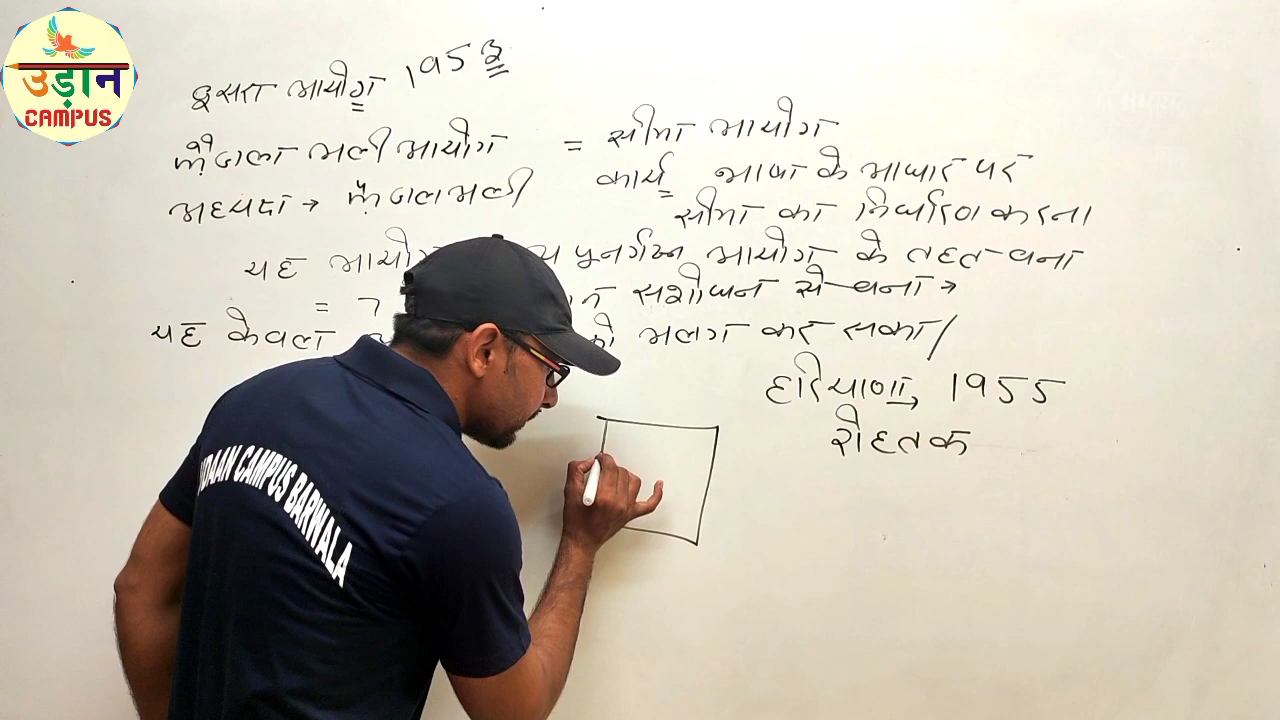 उड़ान
CAMPUS
दूसरा आयोग 1953
फ़ैजल अली आयोग = सीमा आयोग
अध्यक्ष → फ़ैजल अली
कार्य भाषा के आधार पर
सीमा का निर्धारण करना
यह आयोग पुनर्गठन आयोग के तहत बना
= 7 संशोधन से बना →
यह केवल को अलग कर सका/
हरियाणा → 1955
रोहतक
UDAAN CAMPUS BARWALA